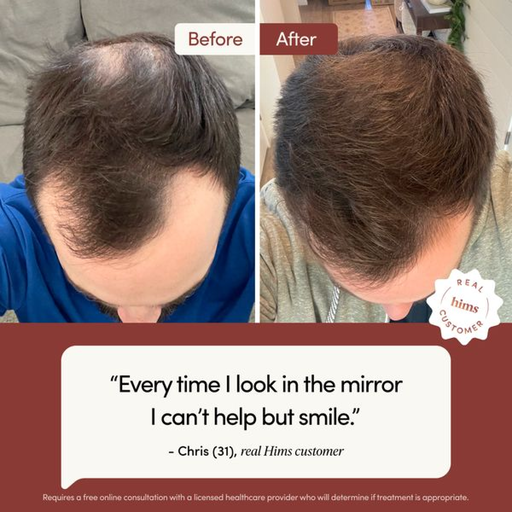 Before
After
REAL
hims
CUSTOMER
“Every time I look in the mirror
I can’t help but smile.”
- Chris (31), real Hims customer
Requires a free online consultation with a licensed healthcare provider who will determine if treatment is appropriate.